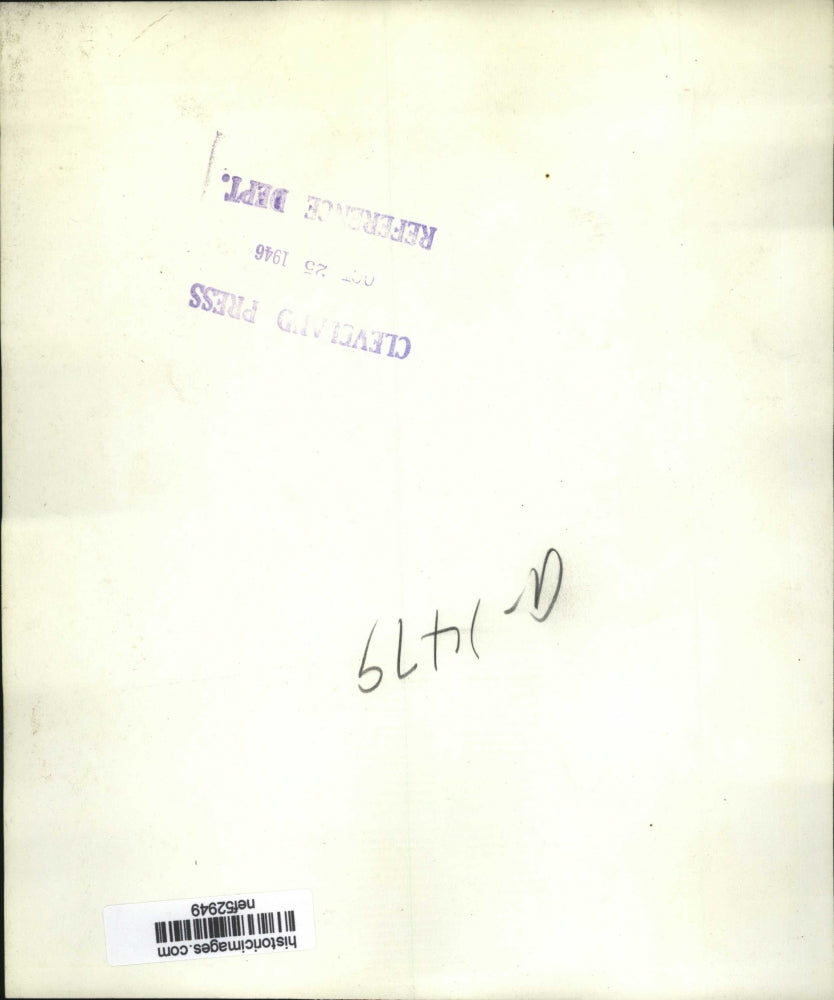 historicimages.com
nef52949
a-1479
CLEVELAND PRESS
OCT 25 1946
REFERENCE DEPT.